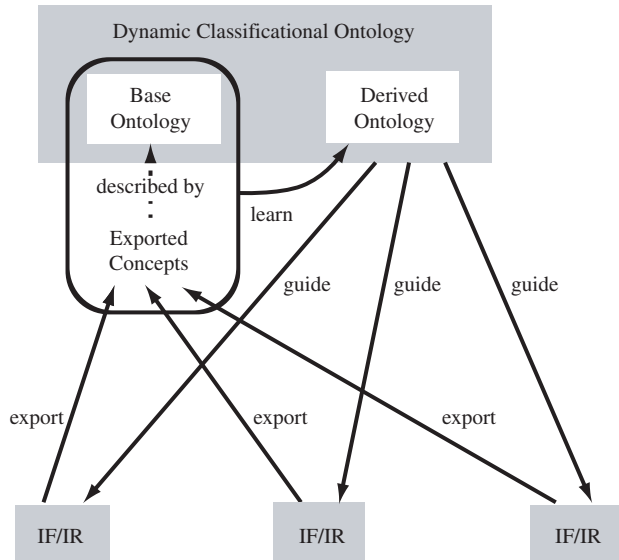 Dynamic Classificational Ontology
Base
Ontology
Derived
Ontology
described by
learn
Exported
Concepts
guide
guide
guide
export
export
export
IF/IR
IF/IR
IF/IR